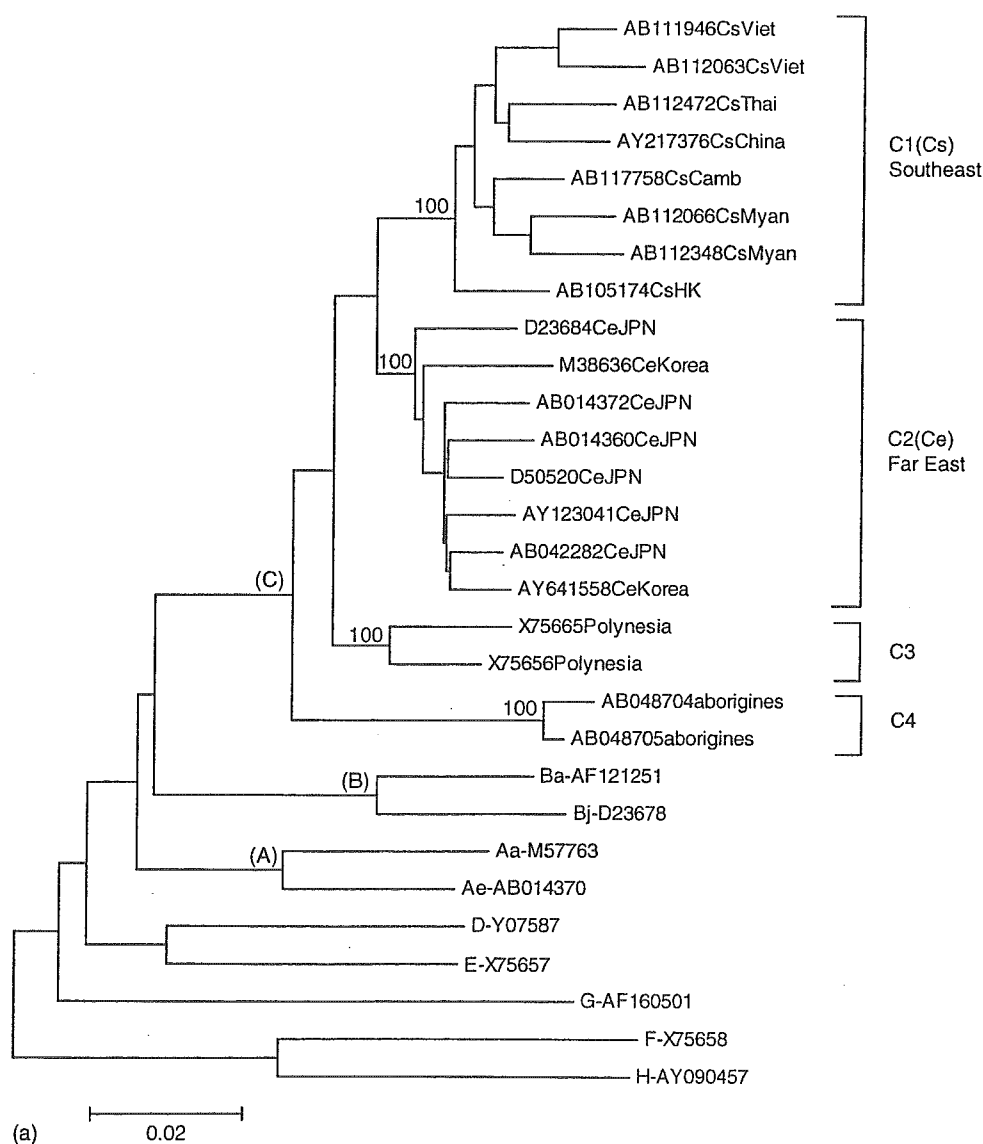 AB111946CsViet
AB112063CsViet
AB112472CsThai
AY217376CsChina
C1(Cs)
Southeast
AB117758CsCamb
100
AB112066CsMyan
AB112348CsMyan
AB105174CsHK
D23684CeJPN
100
M38636CeKorea
AB014372CeJPN
AB014360CeJPN
C2(Ce)
Far East
D50520CeJPN
AY123041CeJPN
AB042282CeJPN
(C)
AY641558CeKorea
X75665Polynesia
100
C3
X75656Polynesia
AB048704aborigines
100
C4
AB048705aborigines
Ba-AF121251
(B)
Bj-D23678
Aa-M57763
(A)
Ae-AB014370
D-Y07587
E-X75657
G-AF160501
F-X75658
H-AY090457
(a)
0.02